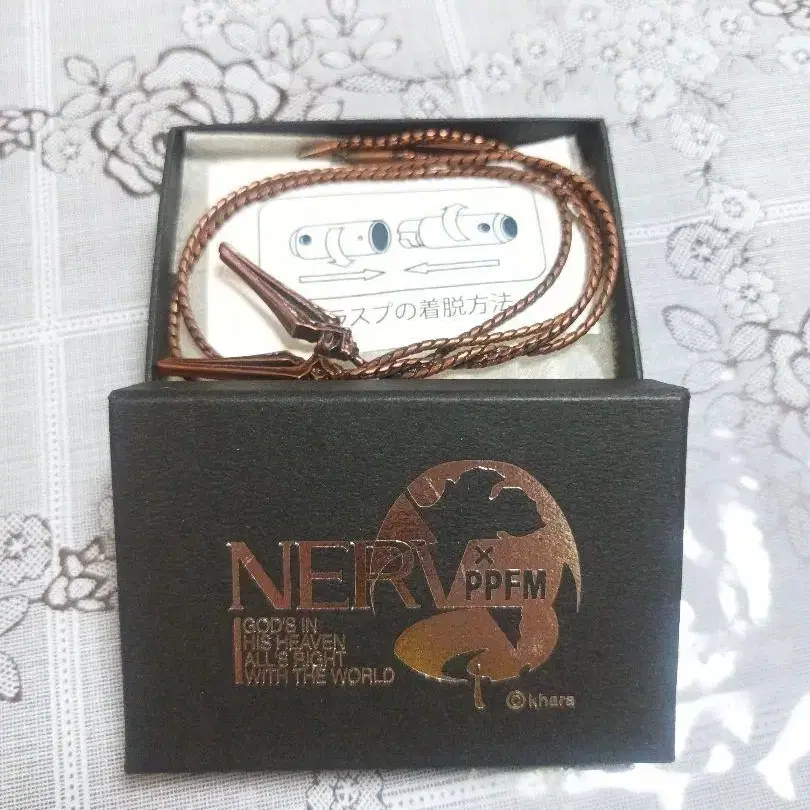 ラスプの着脱方法
NERV
×
PPFM
GOD'S IN
HIS HEAVEN
ALL'S RIGHT
WITH THE WORLD
©khara